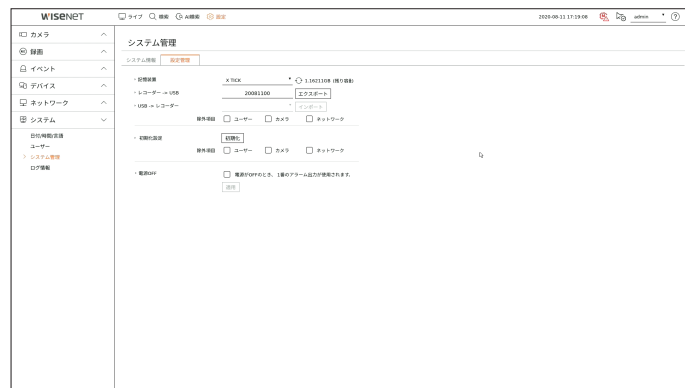 WISENET
ライブ 検索 AI検索 設定
2020-08-11 17:19:08 admin
カメラ
録画
イベント
デバイス
ネットワーク
システム
日付/時間/言語
ユーザー
システム管理
ログ情報
システム管理
システム情報 設定管理
・記憶装置 X TICK 1.16211GB (残り容量)
・レコーダー -> USB 20081100 エクスポート
・USB -> レコーダー インポート
除外項目 ユーザー カメラ ネットワーク
・初期化設定 初期化
除外項目 ユーザー カメラ ネットワーク
・電源OFF 電源がOFFのとき、1番のアラーム出力が使用されます。
適用